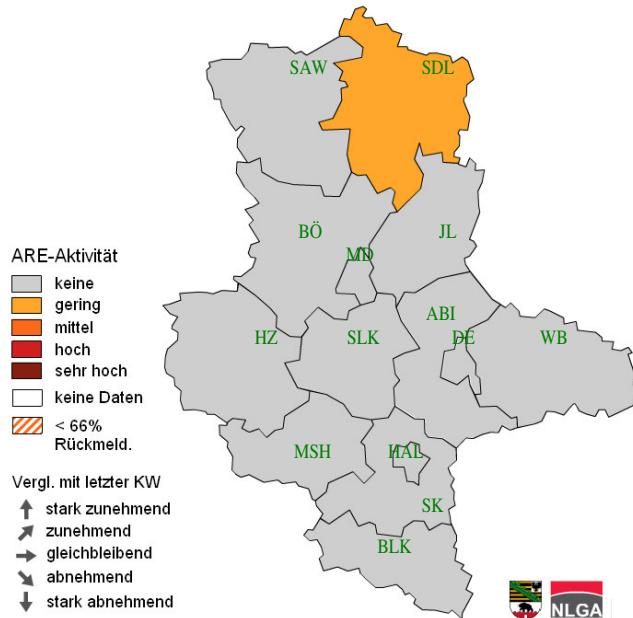 SAW
SDL
BÖ
MD
JL
HZ
SLK
ABI
DE
WB
MSH
HAL
SK
BLK
ARE-Aktivität
keine
gering
mittel
hoch
sehr hoch
keine Daten
< 66%
Rückmeld.
Vergl. mit letzter KW
stark zunehmend
zunehmend
gleichbleibend
abnehmend
stark abnehmend
NLGA